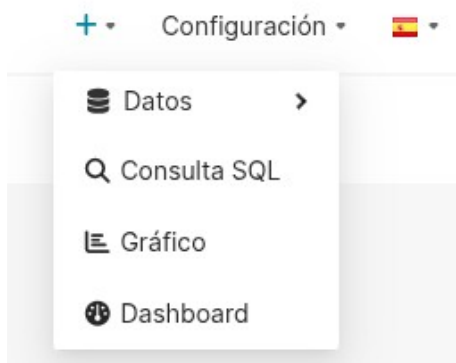 + Configuración
Datos
Consulta SQL
Gráfico
Dashboard